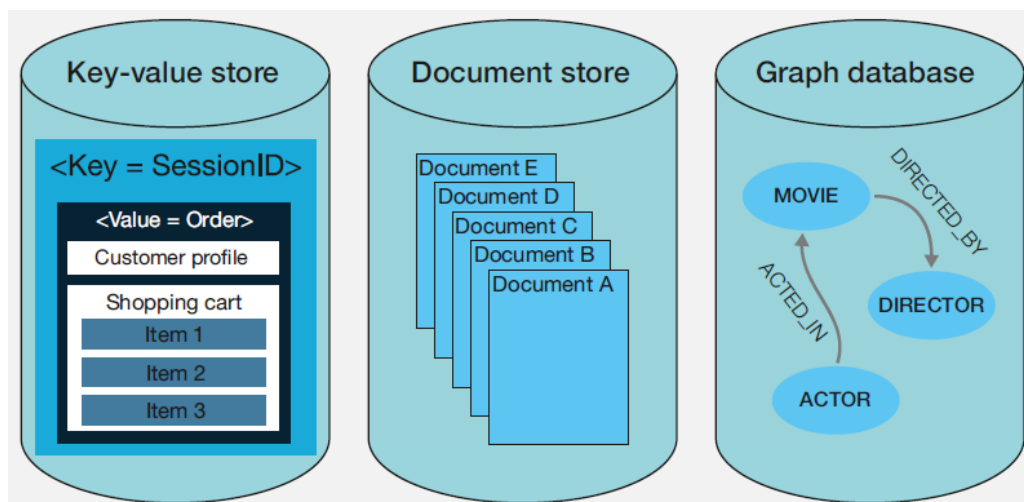 Key-value store
<Key = SessionID>
<Value = Order>
Customer profile
Shopping cart
Item 1
Item 2
Item 3
Document store
Document E
Document D
Document C
Document B
Document A
Graph database
MOVIE
DIRECTED_BY
DIRECTOR
ACTED_IN
ACTOR